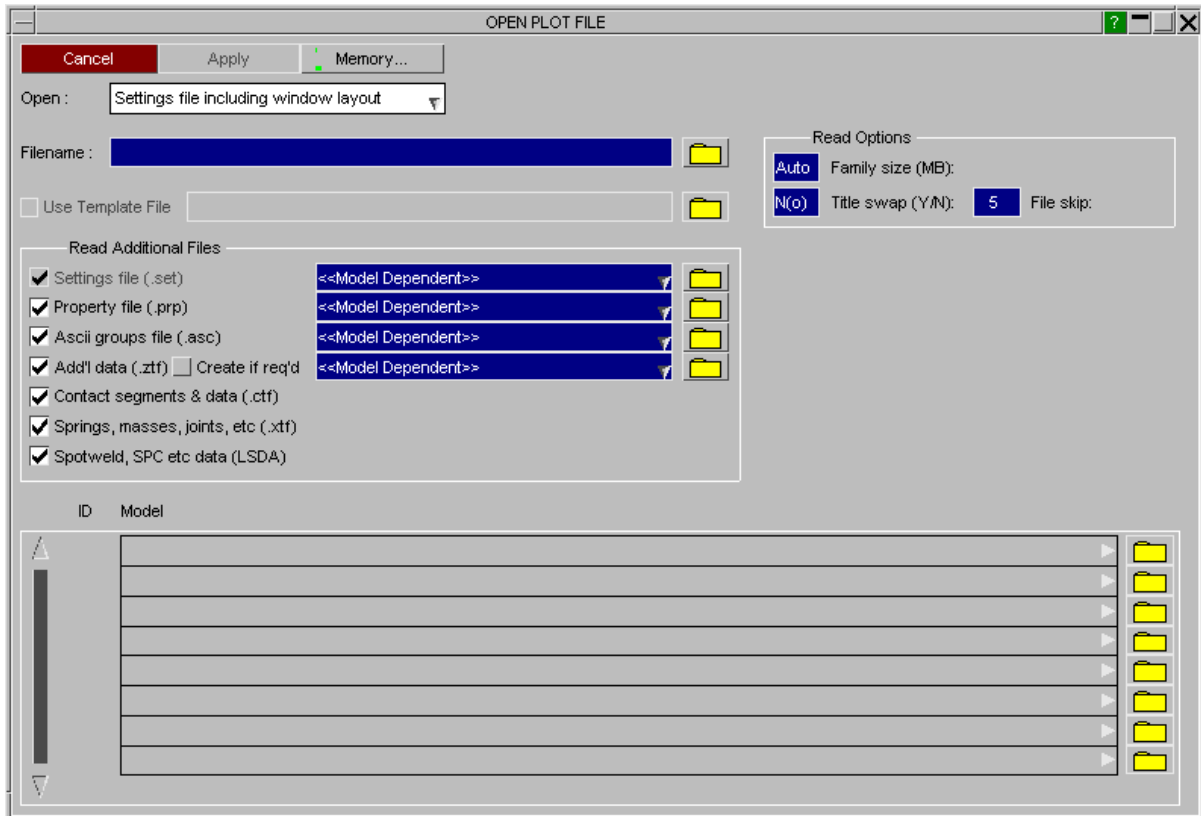 OPEN PLOT FILE ?
Cancel Apply Memory...
Open : Settings file including window layout
Filename :
Read Options
Auto Family size (MB):
N(o) Title swap (Y/N): 5 File skip:
Use Template File
Read Additional Files
Settings file (.set) <<Model Dependent>>
Property file (.prp) <<Model Dependent>>
Ascii groups file (.asc) <<Model Dependent>>
Add'l data (.ztf) Create if req'd <<Model Dependent>>
Contact segments & data (.ctf)
Springs, masses, joints, etc (.xtf)
Spotweld, SPC etc data (LSDA)
ID Model